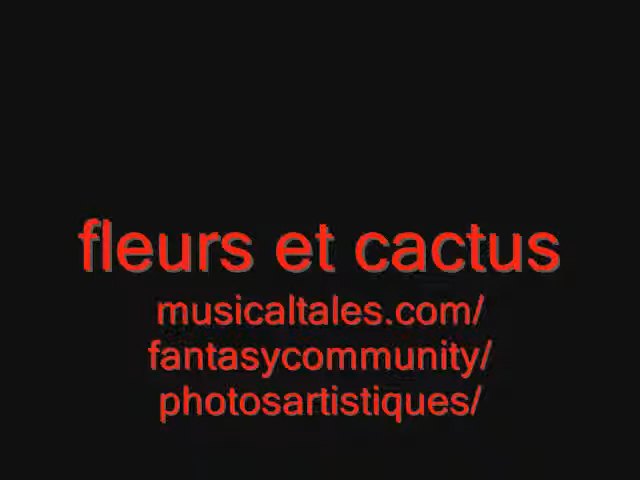 fleurs et cactus
musicaltales.com/
fantasycommunity/
photosartistiques/